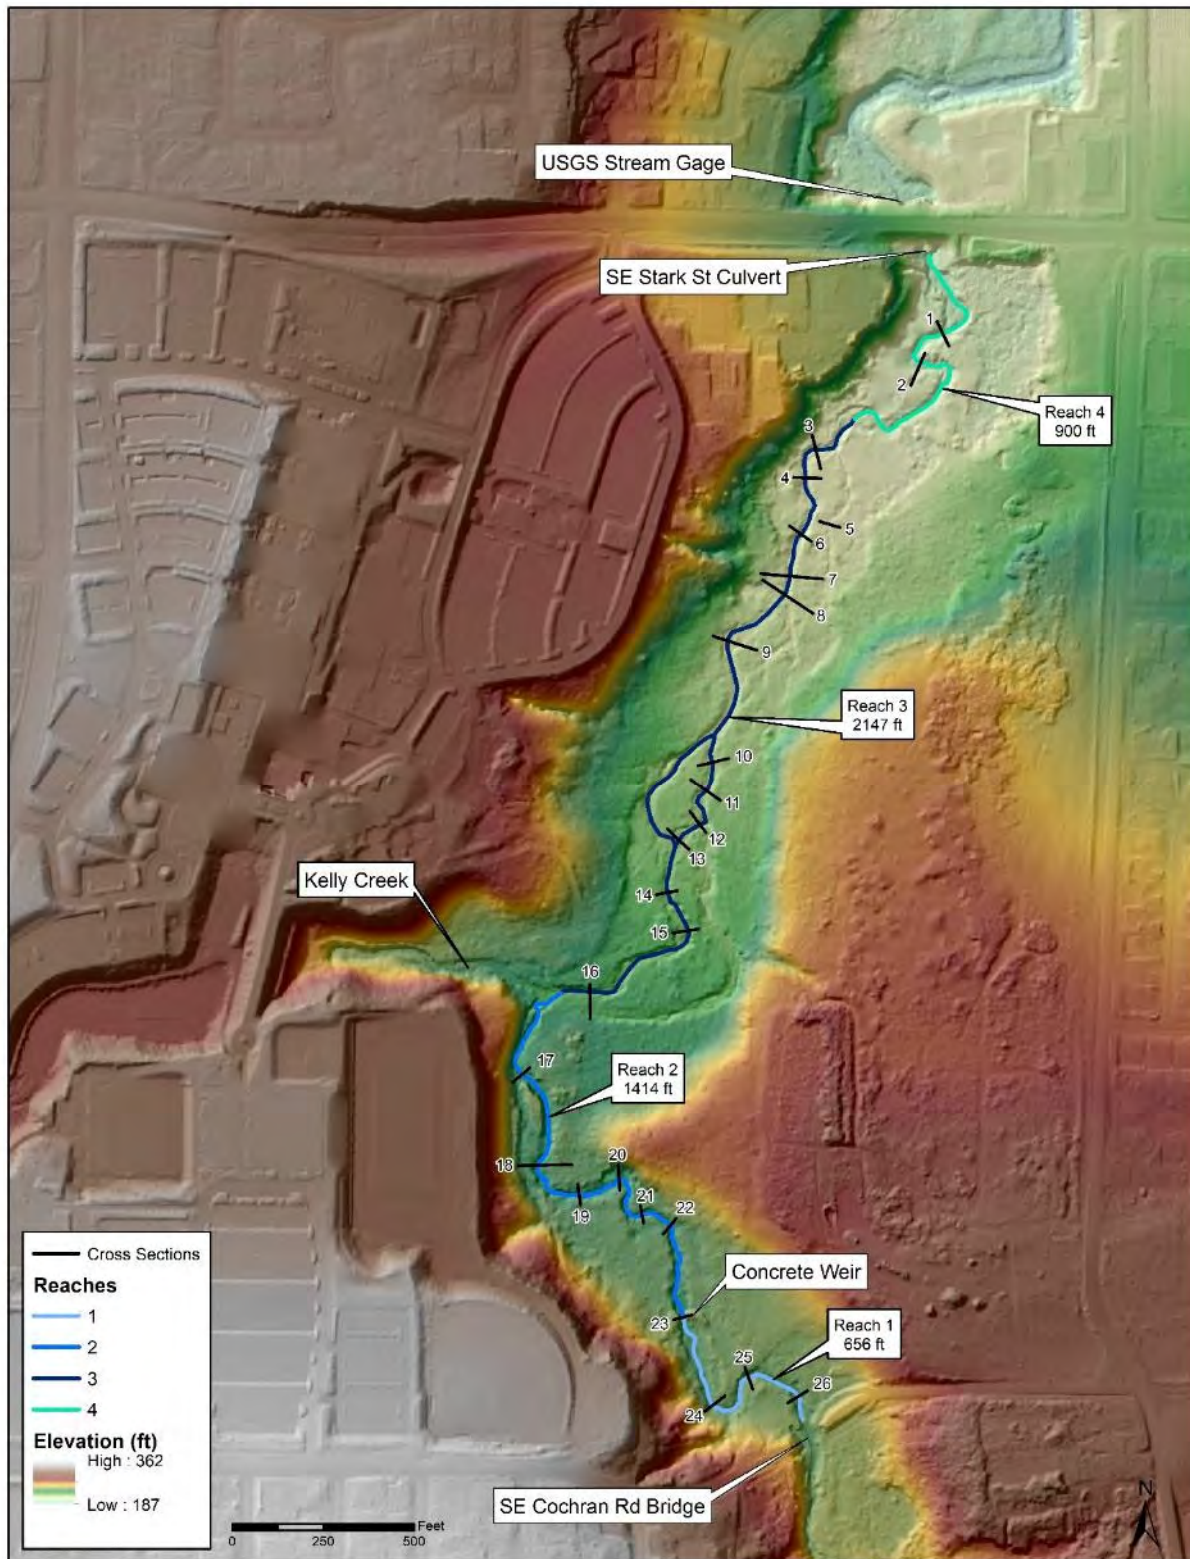 USGS Stream Gage
SE Stark St Culvert
1
2
Reach 4
900 ft
3
4
5
6
7
8
9
Reach 3
2147 ft
10
11
12
13
Kelly Creek
14
15
16
17
Reach 2
1414 ft
18
20
19
21
22
Concrete Weir
23
Reach 1
656 ft
25
26
24
SE Cochran Rd Bridge
Cross Sections
Reaches
1
2
3
4
Elevation (ft)
High : 362
Low : 187
Feet
0 250 500
N